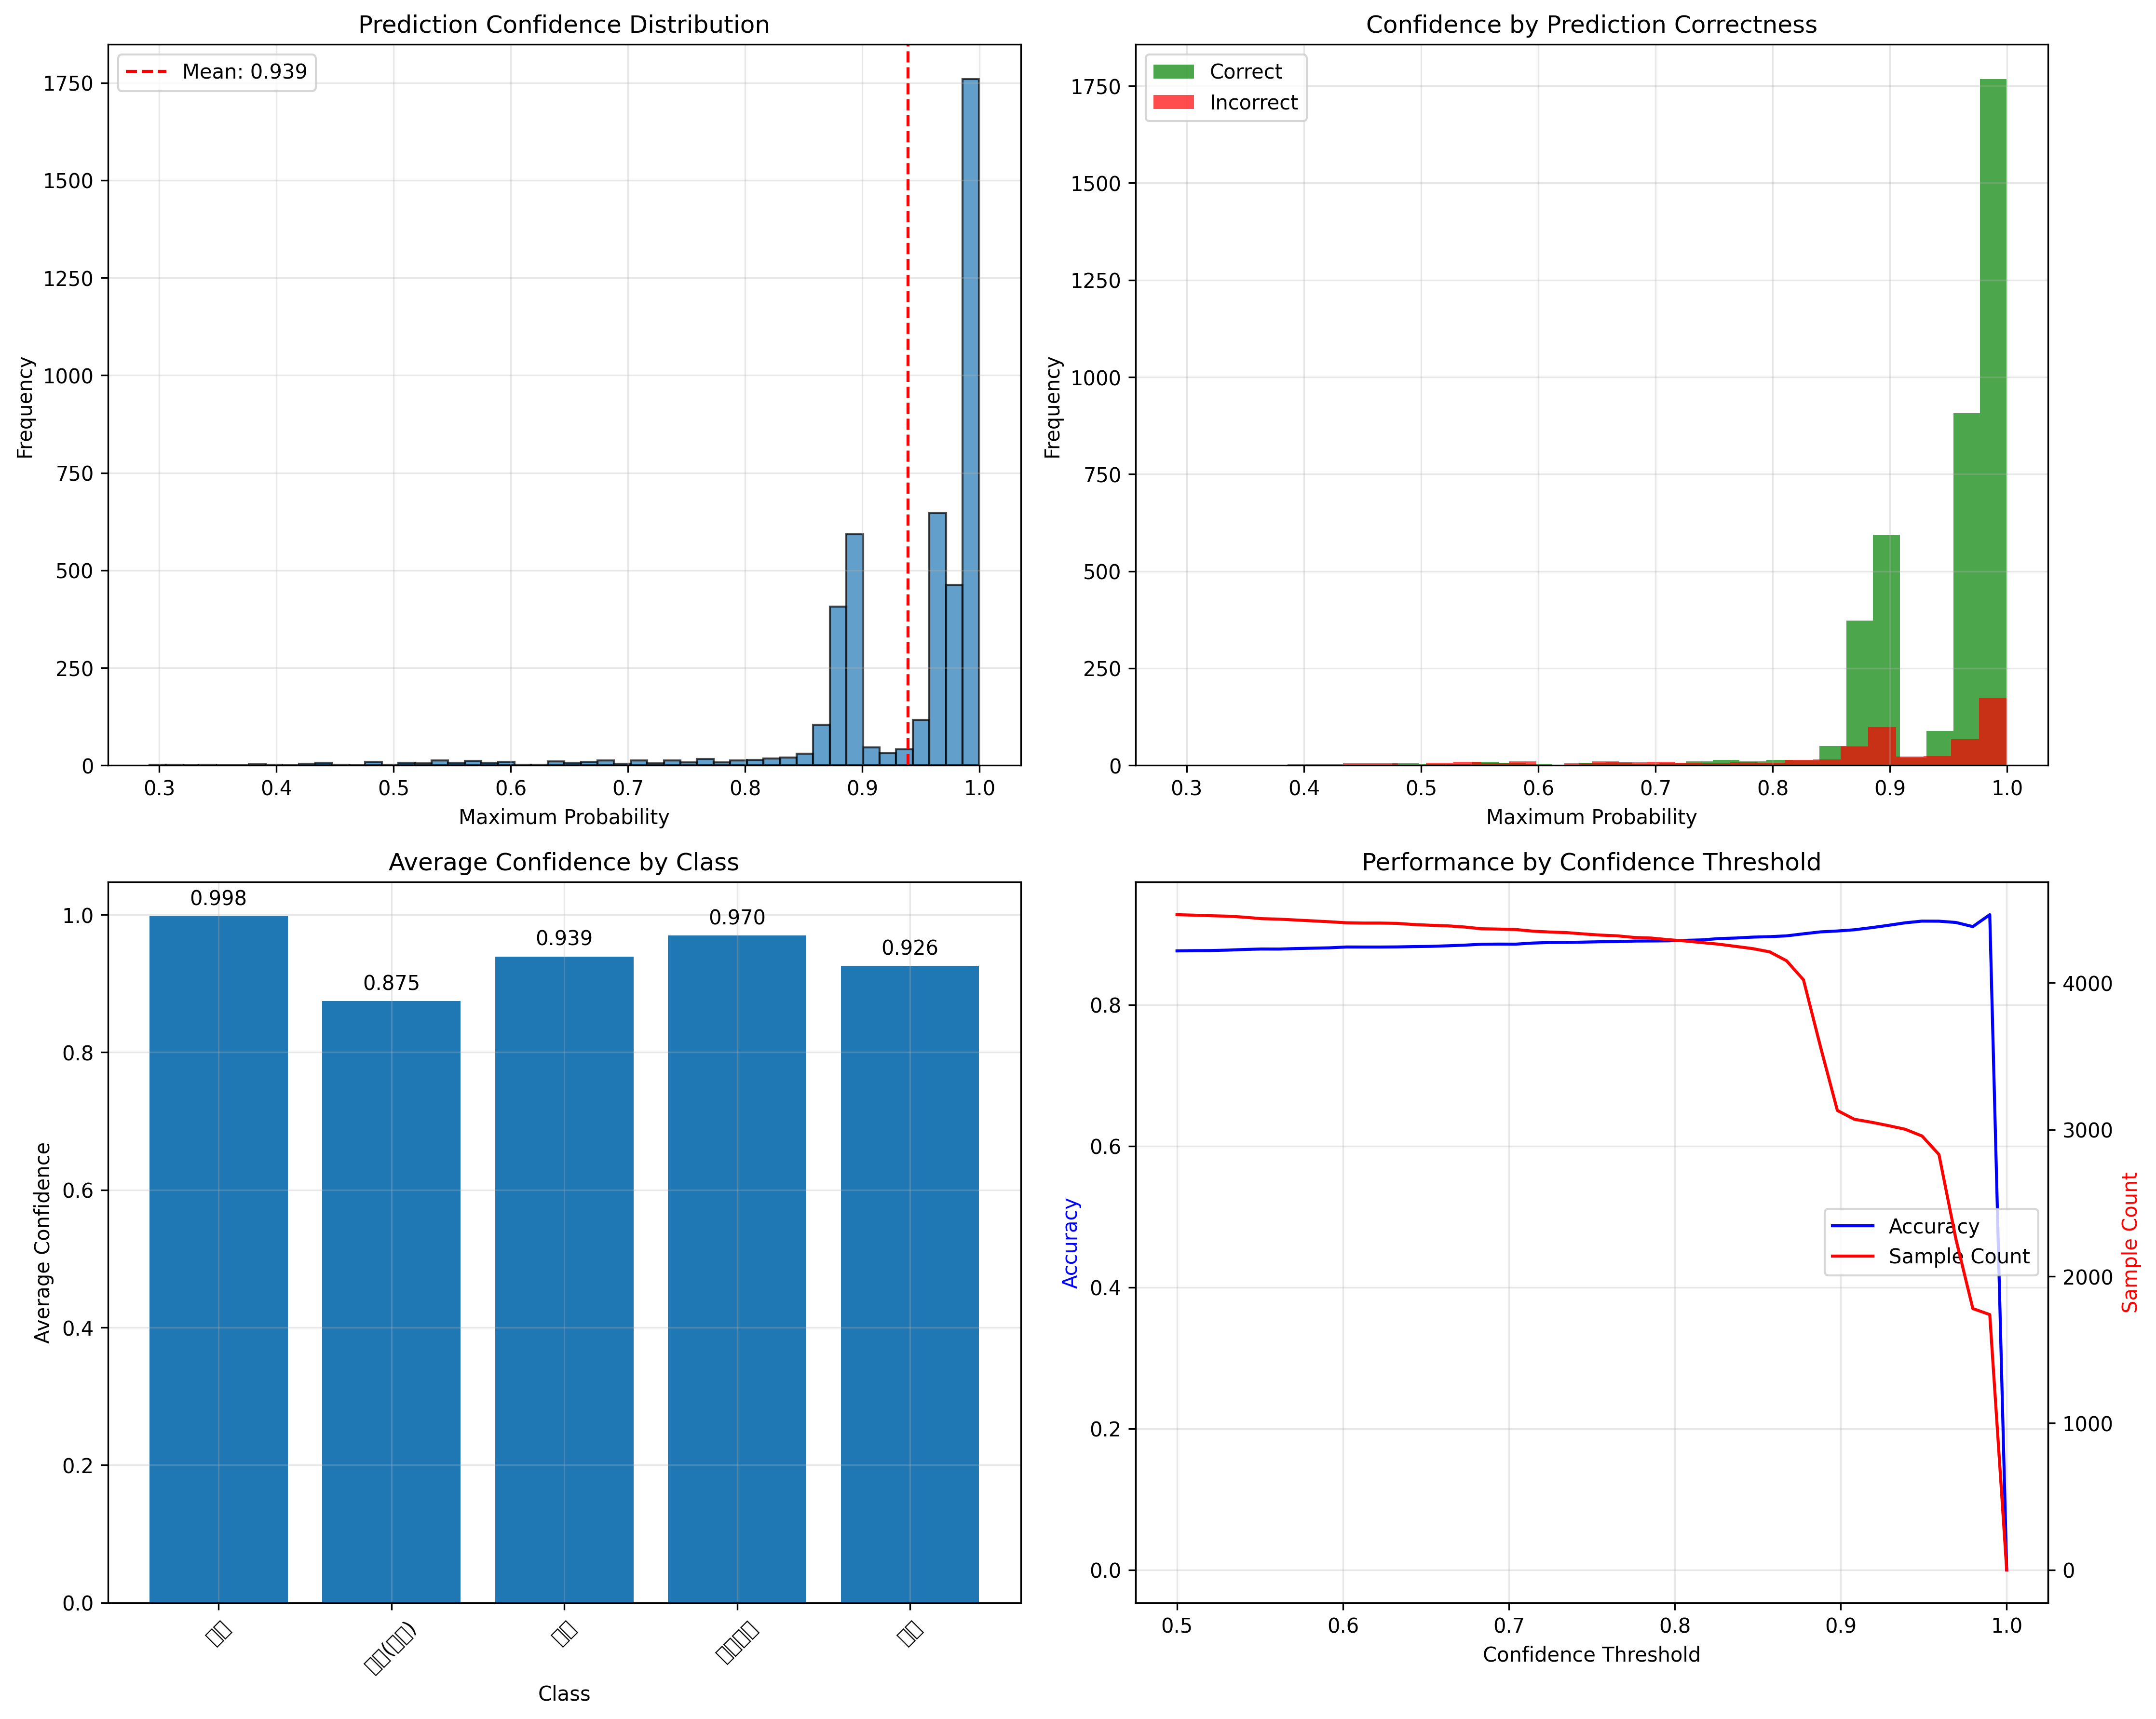 Prediction Confidence Distribution
Mean: 0.939
1750
1500
1250
1000
750
500
250
0
Frequency
0.3 0.4 0.5 0.6 0.7 0.8 0.9 1.0
Maximum Probability
Confidence by Prediction Correctness
Correct
Incorrect
1750
1500
1250
1000
750
500
250
0
Frequency
0.3 0.4 0.5 0.6 0.7 0.8 0.9 1.0
Maximum Probability
Average Confidence by Class
0.998
0.875
0.939
0.970
0.926
1.0
0.8
0.6
0.4
0.2
0.0
Average Confidence
Class
Performance by Confidence Threshold
0.8
0.6
0.4
0.2
0.0
Accuracy
4000
3000
2000
1000
0
Sample Count
Accuracy
Sample Count
0.5 0.6 0.7 0.8 0.9 1.0
Confidence Threshold